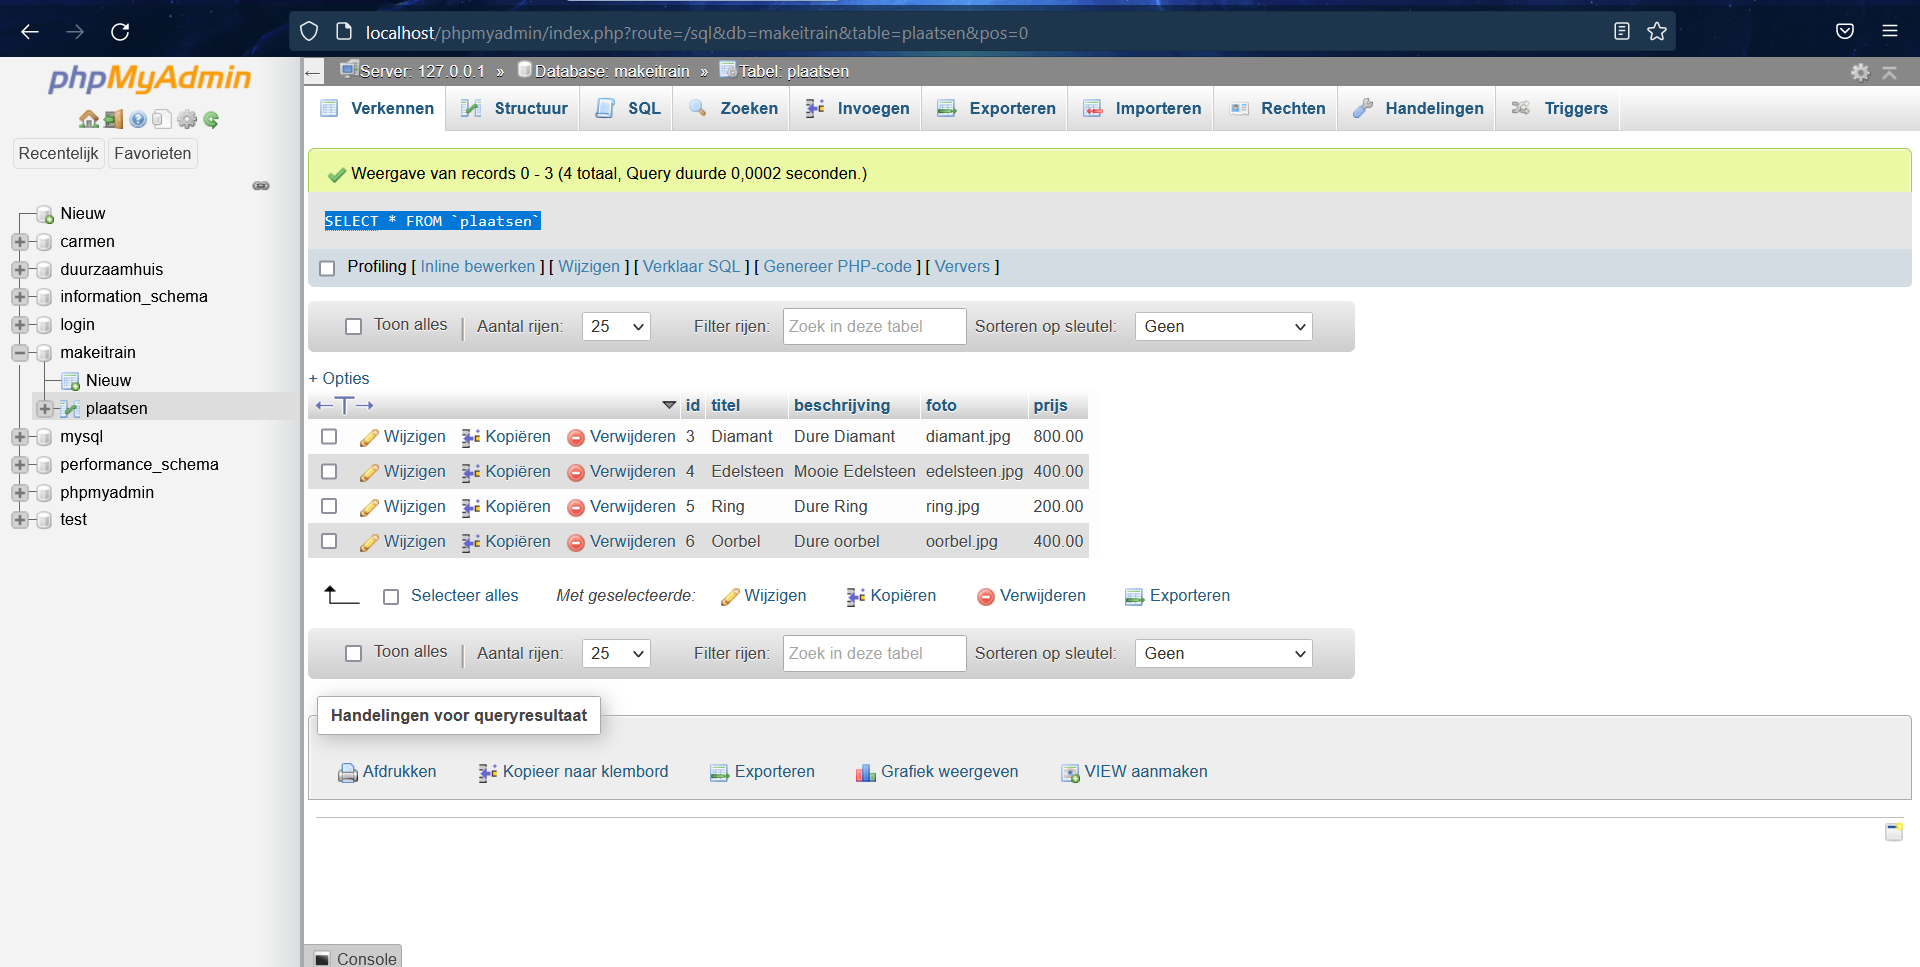 localhost/phpmyadmin/index.php?route=/sql&db=makeitrain&table=plaatsen&pos=0
phpMyAdmin
Recentelijk Favorieten
Nieuw
carmen
duurzaamhuis
information_schema
login
makeitrain
Nieuw
plaatsen
mysql
performance_schema
phpmyadmin
test
Server: 127.0.0.1 » Database: makeitrain » Tabel: plaatsen
Verkennen Structuur SQL Zoeken Invoegen Exporteren Importeren Rechten Handelingen Triggers
Weergave van records 0 - 3 (4 totaal, Query duurde 0,0002 seconden.)
SELECT * FROM `plaatsen`
Profiling [ Inline bewerken ] [ Wijzigen ] [ Verklaar SQL ] [ Genereer PHP-code ] [ Ververs ]
Toon alles | Aantal rijen: 25 Filter rijen: Zoek in deze tabel Sorteren op sleutel: Geen
+ Opties
←T→ id titel beschrijving foto prijs
Wijzigen Kopiëren Verwijderen 3 Diamant Dure Diamant diamant.jpg 800.00
Wijzigen Kopiëren Verwijderen 4 Edelsteen Mooie Edelsteen edelsteen.jpg 400.00
Wijzigen Kopiëren Verwijderen 5 Ring Dure Ring ring.jpg 200.00
Wijzigen Kopiëren Verwijderen 6 Oorbel Dure oorbel oorbel.jpg 400.00
Selecteer alles Met geselecteerde: Wijzigen Kopiëren Verwijderen Exporteren
Toon alles | Aantal rijen: 25 Filter rijen: Zoek in deze tabel Sorteren op sleutel: Geen
Handelingen voor queryresultaat
Afdrukken Kopieer naar klembord Exporteren Grafiek weergeven VIEW aanmaken
Console